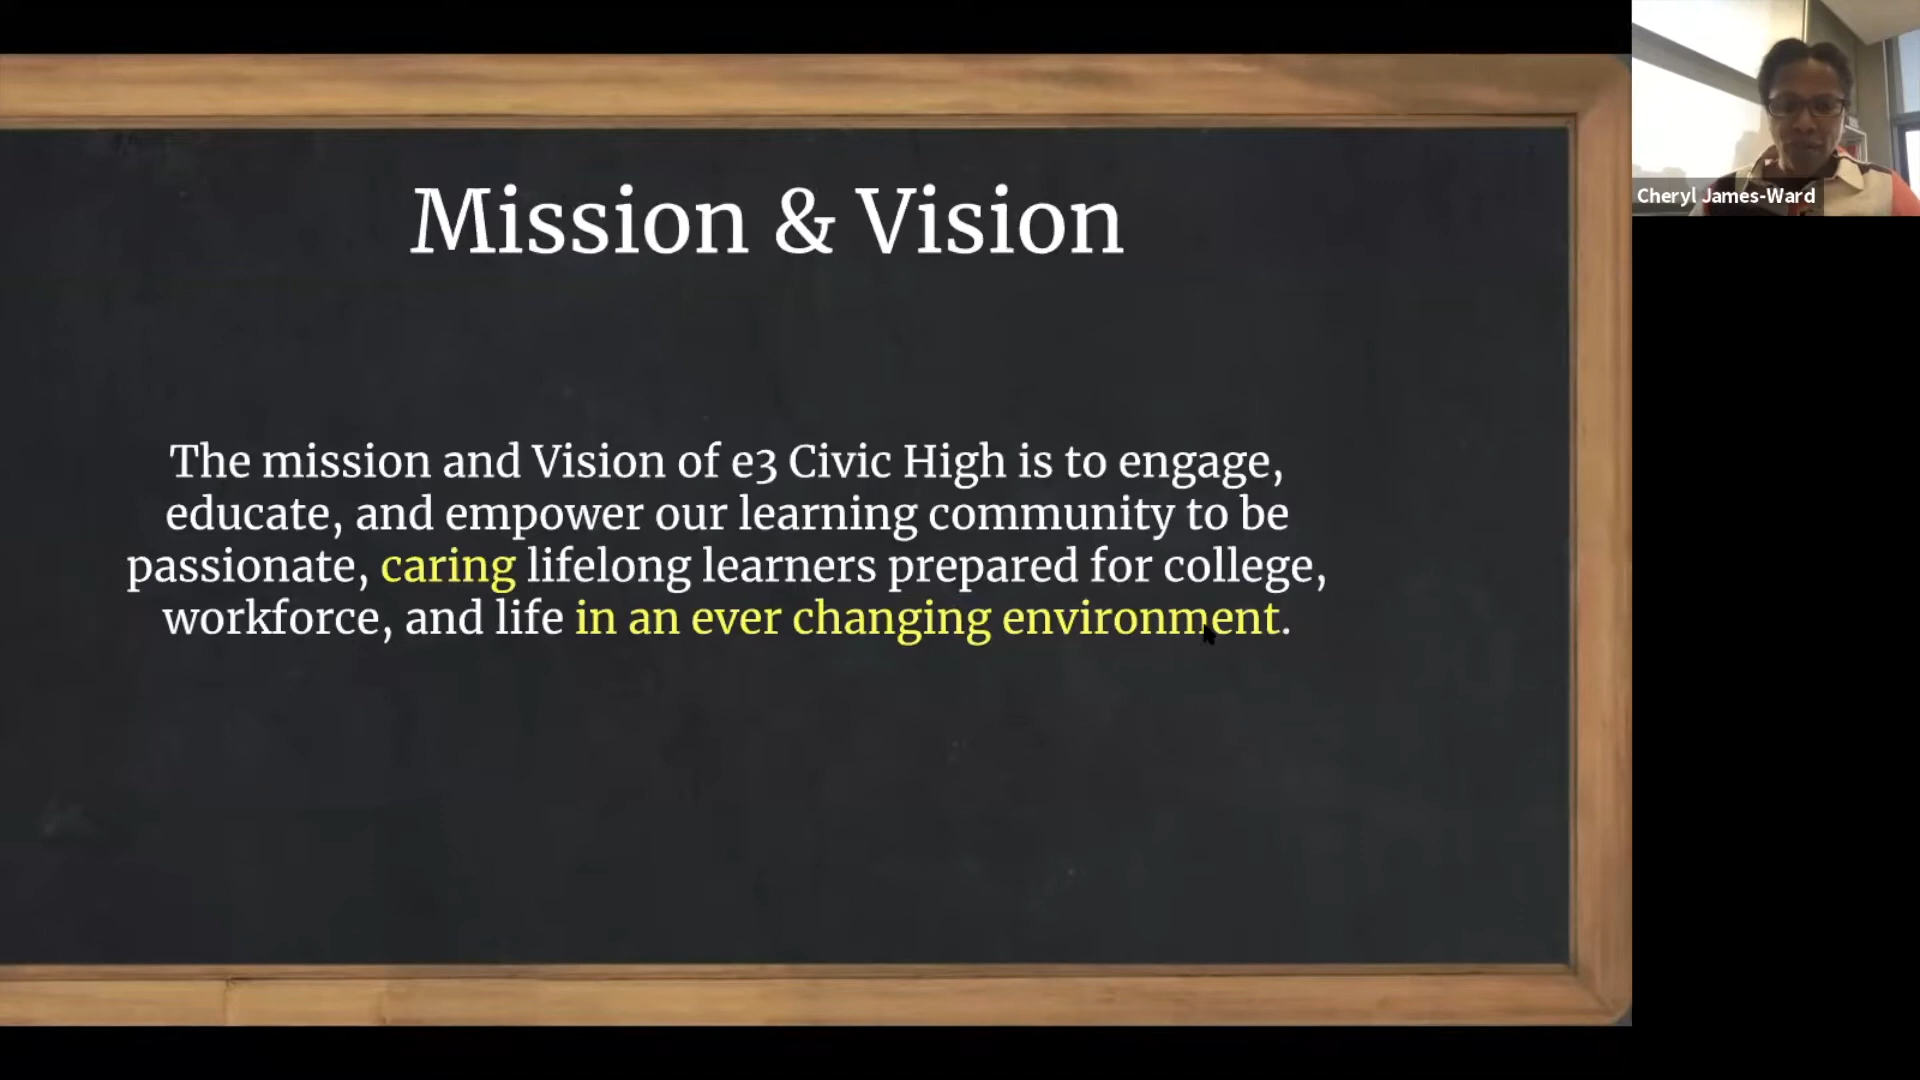 Mission & Vision
The mission and Vision of e3 Civic High is to engage,
educate, and empower our learning community to be
passionate, caring lifelong learners prepared for college,
workforce, and life in an ever changing environment.
Cheryl James-Ward